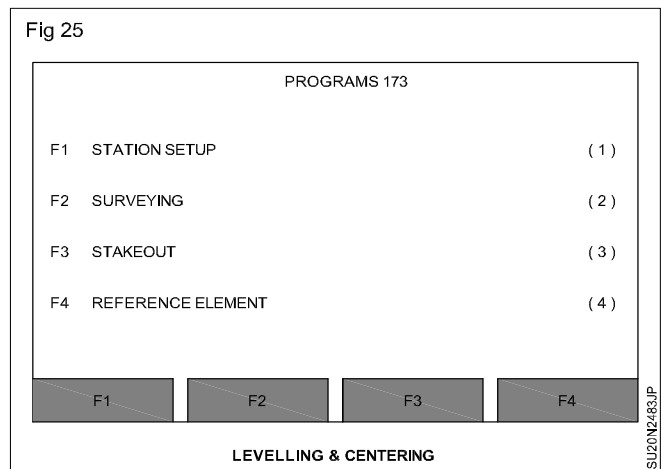 Fig 25
PROGRAMS 173
F1 STATION SETUP (1)
F2 SURVEYING (2)
F3 STAKEOUT (3)
F4 REFERENCE ELEMENT (4)
F1 F2 F3 F4
LEVELLING & CENTERING
SU20N2483JP